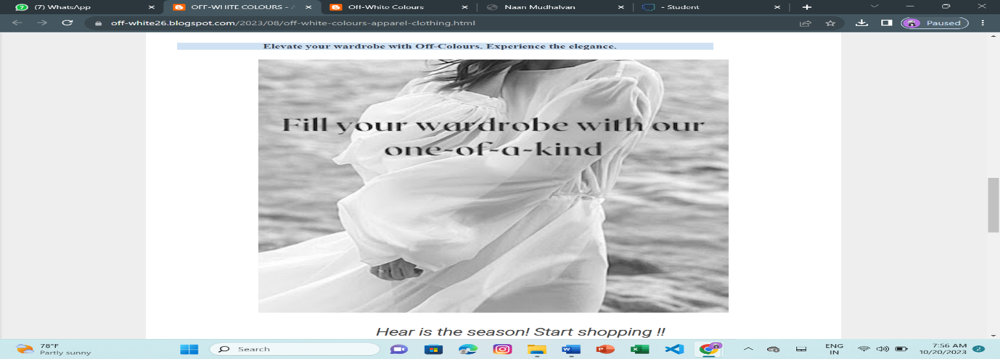 (7) WhatsApp
OFF-WHITE COLOURS - A
Off-White Colours
Naan Mudhalvan
- Student
off-white26.blogspot.com/2023/08/off-white-colours-apparel-clothing.html
Paused
Elevate your wardrobe with Off-Colours. Experience the elegance.
Fill your wardrobe with our
one-of-a-kind
Hear is the season! Start shopping !!
78°F
Partly sunny
Search
ENG
IN
7:56 AM
10/20/2023
2